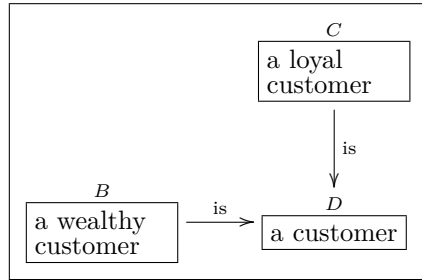 C
a loyal
customer
is
B
is
D
a wealthy
customer
a customer